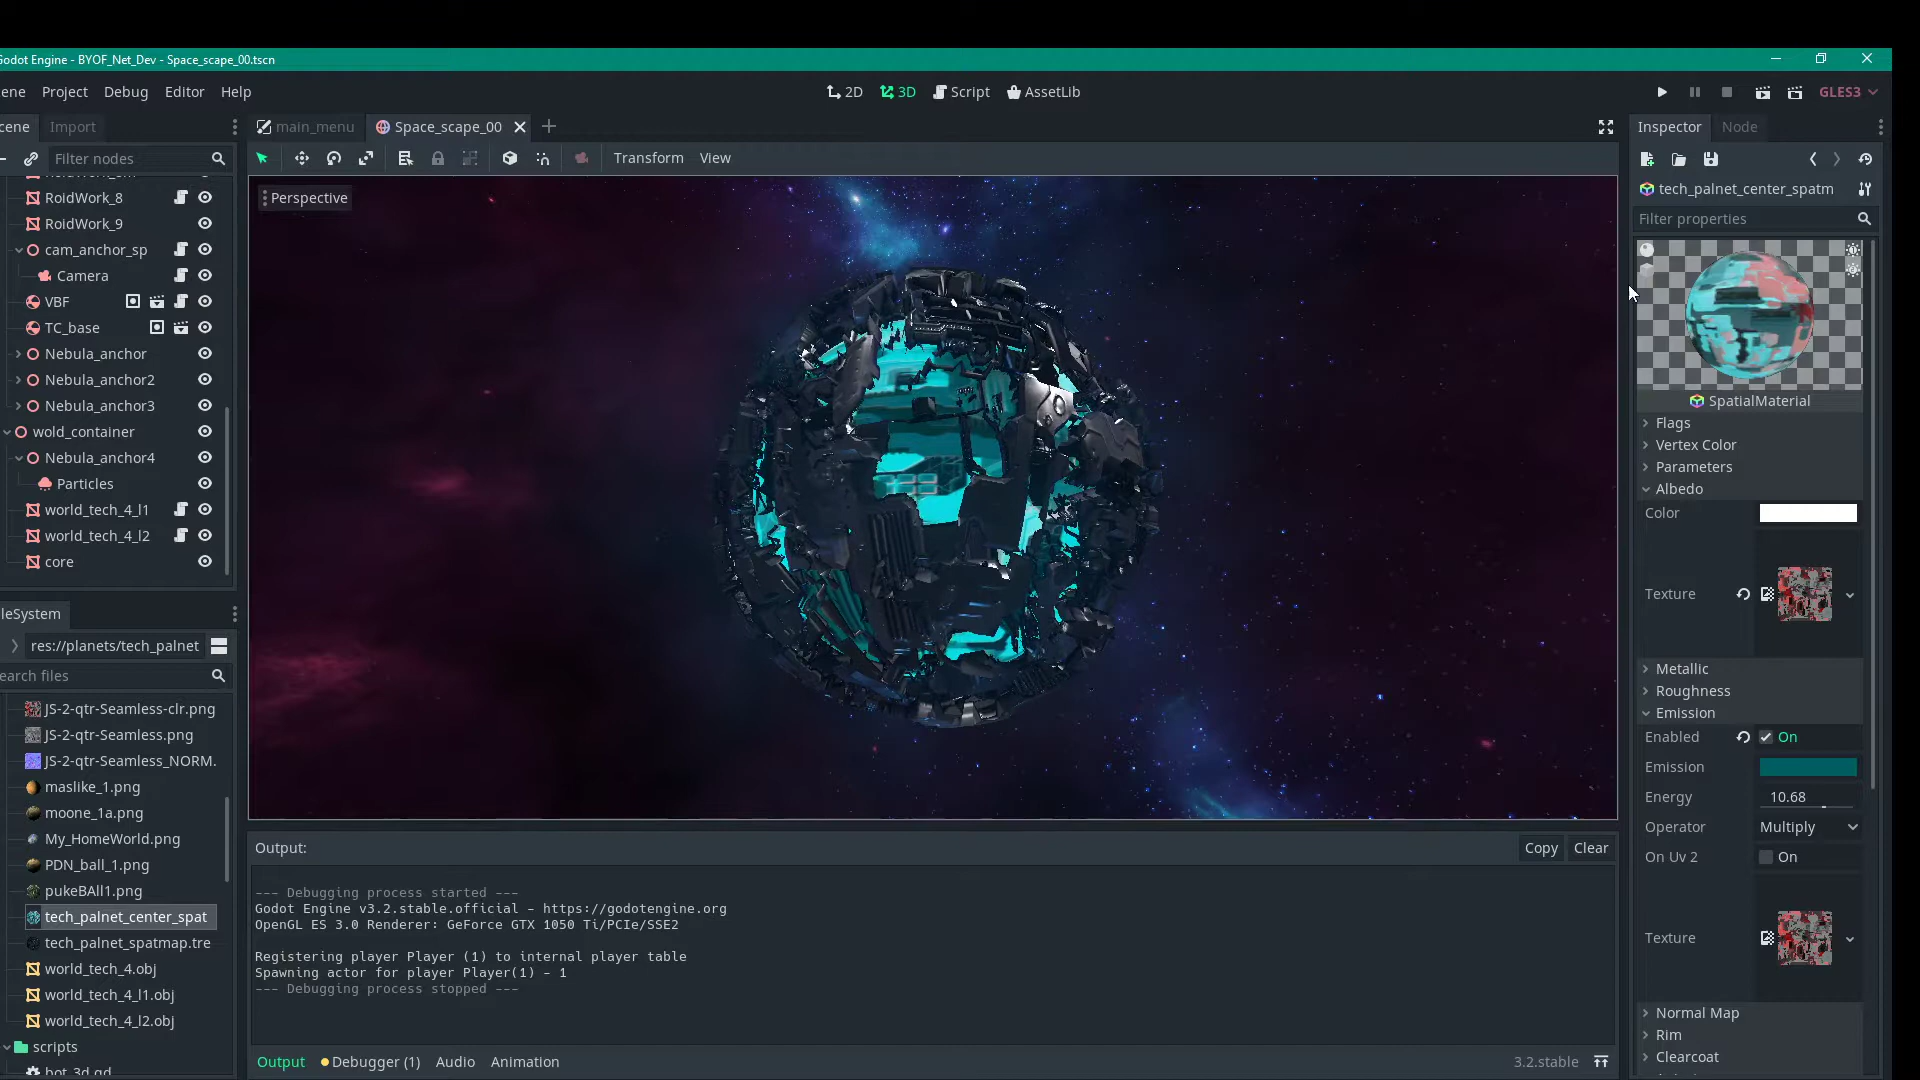 Godot Engine - BYOF_Net_Dev - Space_scape_00.tscn
ene Project Debug Editor Help
2D 3D Script AssetLib
GLES3
cene Import
main_menu Space_scape_00
Inspector Node
Filter nodes
Transform View
tech_palnet_center_spatm
Filter properties
RoidWork_8
RoidWork_9
cam_anchor_sp
Camera
VBF
TC_base
Nebula_anchor
Nebula_anchor2
Nebula_anchor3
wold_container
Nebula_anchor4
Particles
world_tech_4_l1
world_tech_4_l2
core
Perspective
leSystem
res://planets/tech_palnet
earch files
JS-2-qtr-Seamless-clr.png
JS-2-qtr-Seamless.png
JS-2-qtr-Seamless_NORM.
maslike_1.png
moone_1a.png
My_HomeWorld.png
PDN_ball_1.png
pukeBAll1.png
tech_palnet_center_spat
tech_palnet_spatmap.tre
world_tech_4.obj
world_tech_4_l1.obj
world_tech_4_l2.obj
scripts
bot_3d.gd
Output:
Copy Clear
--- Debugging process started ---
Godot Engine v3.2.stable.official - https://godotengine.org
OpenGL ES 3.0 Renderer: GeForce GTX 1050 Ti/PCIe/SSE2
Registering player Player (1) to internal player table
Spawning actor for player Player(1) - 1
--- Debugging process stopped ---
Output Debugger (1) Audio Animation
3.2.stable
SpatialMaterial
Flags
Vertex Color
Parameters
Albedo
Color
Texture
Metallic
Roughness
Emission
Enabled On
Emission
Energy 10.68
Operator Multiply
On Uv 2 On
Texture
Normal Map
Rim
Clearcoat